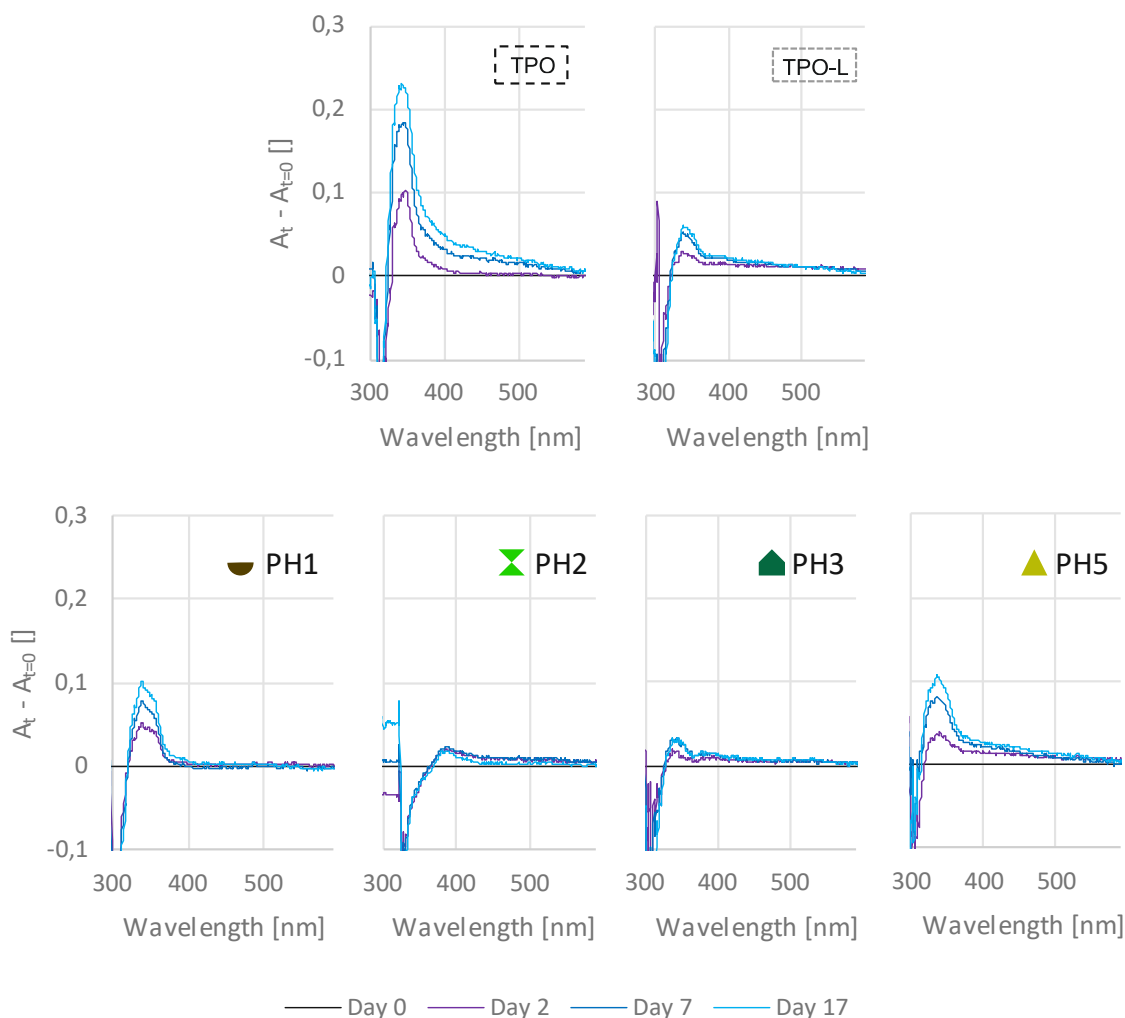 TPO
TPO-L
0,3
0,2
0,1
0
-0,1
A_t - A_t=0 []
300 400 500
300 400 500
Wavelength [nm]
Wavelength [nm]
PH1
PH2
PH3
PH5
0,3
0,2
0,1
0
-0,1
A_t - A_t=0 []
300 400 500
300 400 500
300 400 500
300 400 500
Wavelength [nm]
Wavelength [nm]
Wavelength [nm]
Wavelength [nm]
Day 0 Day 2 Day 7 Day 17